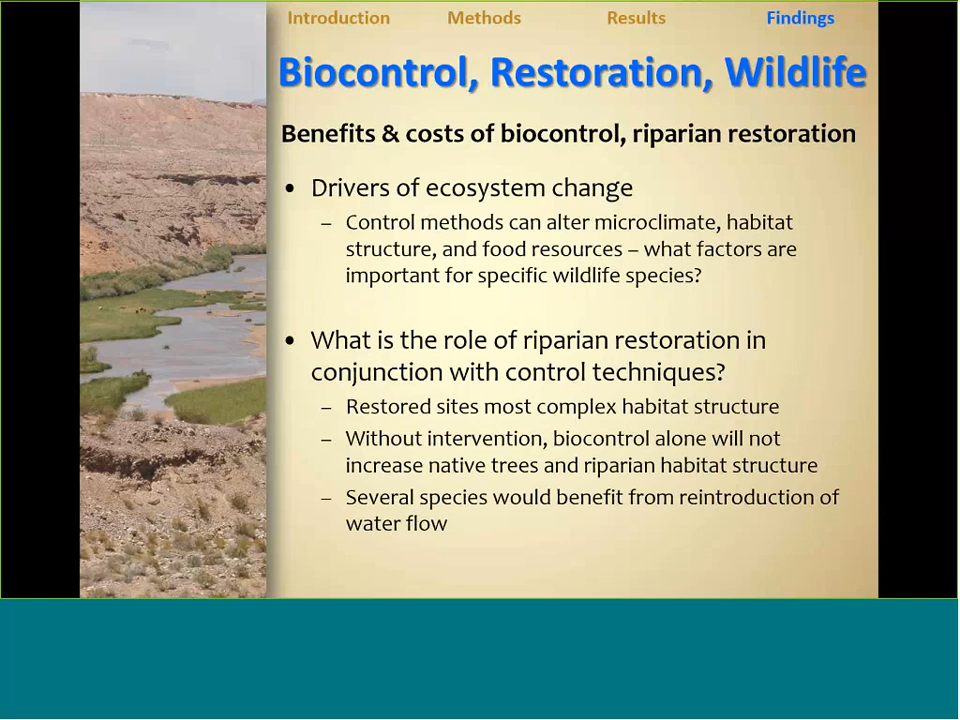 Introduction Methods Results Findings
Biocontrol, Restoration, Wildlife
Benefits & costs of biocontrol, riparian restoration
• Drivers of ecosystem change
– Control methods can alter microclimate, habitat
structure, and food resources – what factors are
important for specific wildlife species?
• What is the role of riparian restoration in
conjunction with control techniques?
– Restored sites most complex habitat structure
– Without intervention, biocontrol alone will not
increase native trees and riparian habitat structure
– Several species would benefit from reintroduction of
water flow